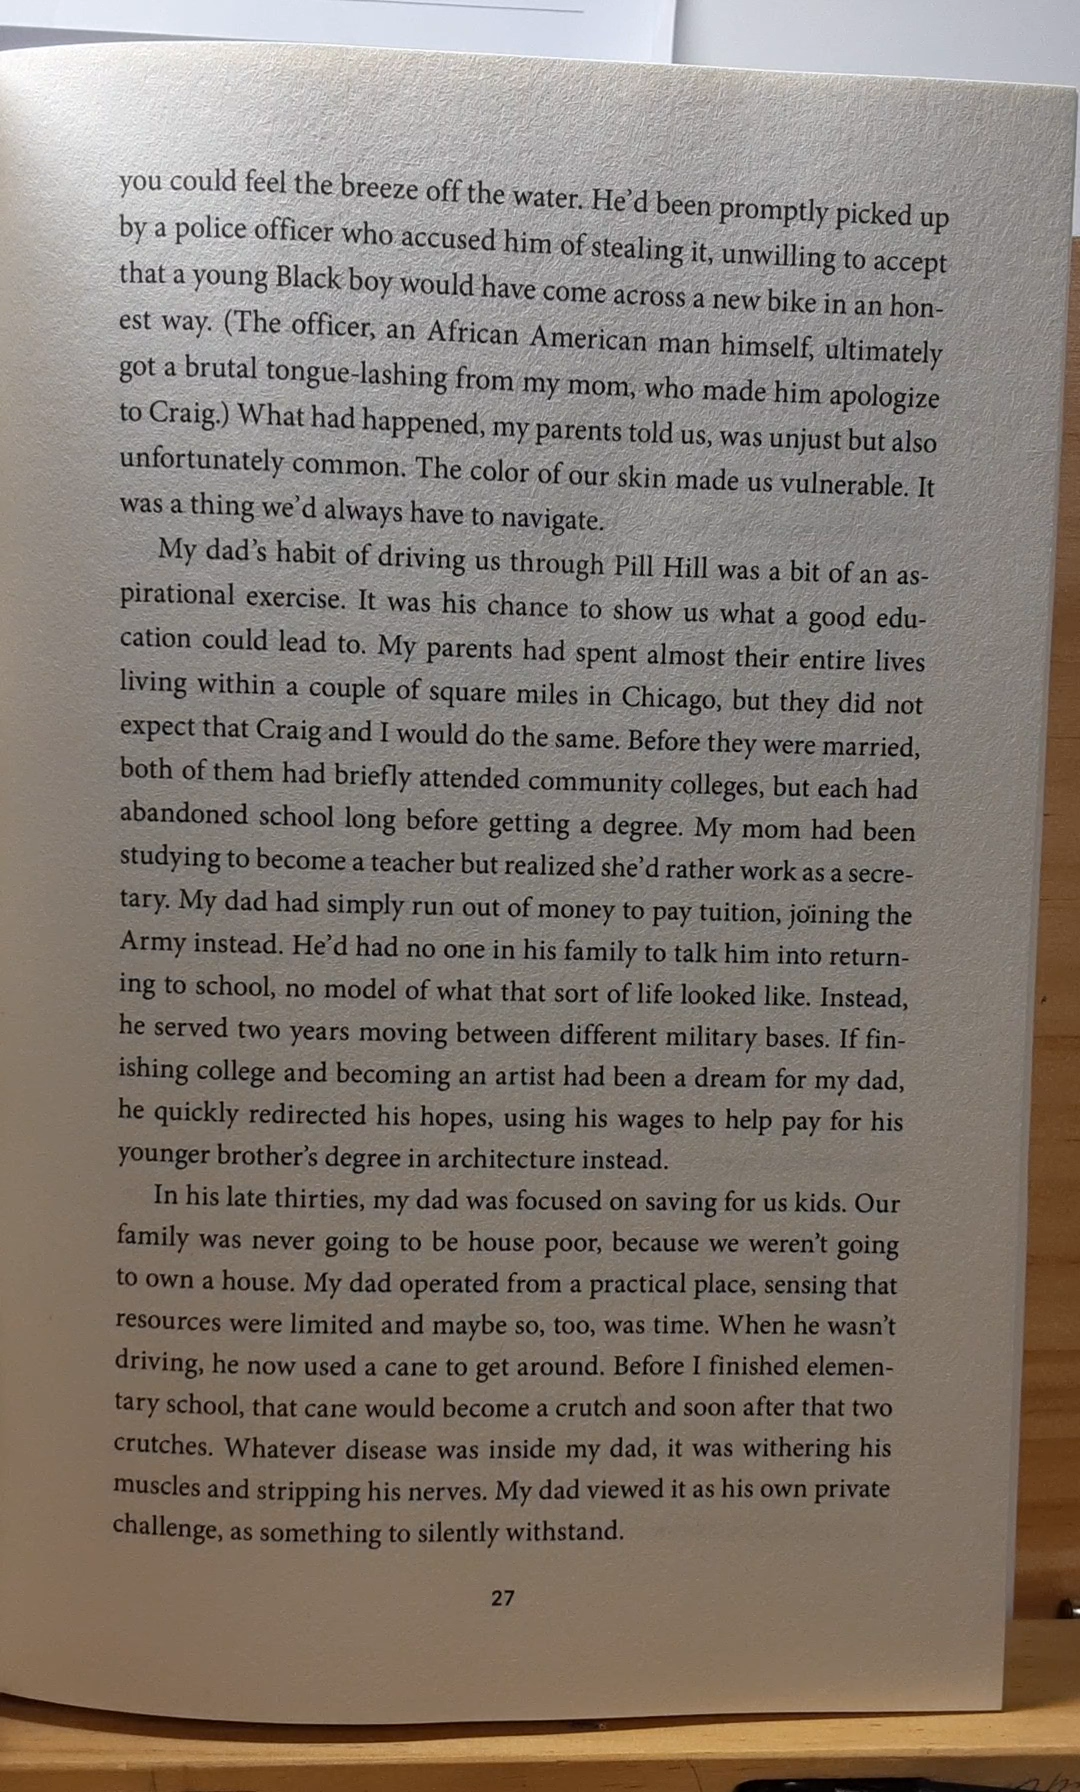 you could feel the breeze off the water. He’d been promptly picked up
by a police officer who accused him of stealing it, unwilling to accept
that a young Black boy would have come across a new bike in an hon-
est way. (The officer, an African American man himself, ultimately
got a brutal tongue-lashing from my mom, who made him apologize
to Craig.) What had happened, my parents told us, was unjust but also
unfortunately common. The color of our skin made us vulnerable. It
was a thing we’d always have to navigate.
My dad’s habit of driving us through Pill Hill was a bit of an as-
pirational exercise. It was his chance to show us what a good edu-
cation could lead to. My parents had spent almost their entire lives
living within a couple of square miles in Chicago, but they did not
expect that Craig and I would do the same. Before they were married,
both of them had briefly attended community colleges, but each had
abandoned school long before getting a degree. My mom had been
studying to become a teacher but realized she’d rather work as a secre-
tary. My dad had simply run out of money to pay tuition, joining the
Army instead. He’d had no one in his family to talk him into return-
ing to school, no model of what that sort of life looked like. Instead,
he served two years moving between different military bases. If fin-
ishing college and becoming an artist had been a dream for my dad,
he quickly redirected his hopes, using his wages to help pay for his
younger brother’s degree in architecture instead.
In his late thirties, my dad was focused on saving for us kids. Our
family was never going to be house poor, because we weren’t going
to own a house. My dad operated from a practical place, sensing that
resources were limited and maybe so, too, was time. When he wasn’t
driving, he now used a cane to get around. Before I finished elemen-
tary school, that cane would become a crutch and soon after that two
crutches. Whatever disease was inside my dad, it was withering his
muscles and stripping his nerves. My dad viewed it as his own private
challenge, as something to silently withstand.
27